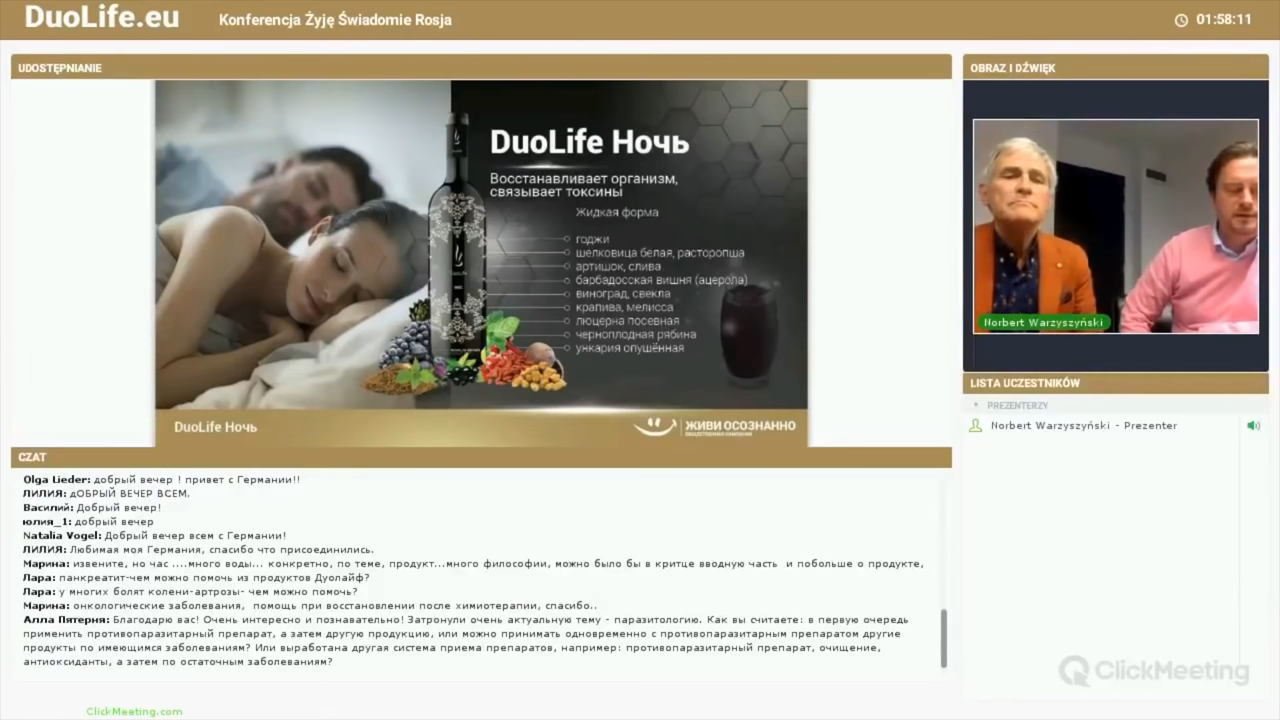 DuoLife.eu
Konferencja Żyję Świadomie Rosja
01:58:11
UDOSTĘPNIANIE
DuoLife Ночь
Восстанавливает организм,
связывает токсины
Жидкая форма
годжи
шелковица белая, расторопша
артишок, слива
барбадосская вишня (ацерола)
виноград, свекла
крапива, мелисса
люцерна посевная
черноплодная рябина
ункария опушённая
DuoLife Ночь
ЖИВИ ОСОЗНАННО
OBRAZ I DŹWIĘK
Norbert Warzyszyński
LISTA UCZESTNIKÓW
PREZENTERZY
Norbert Warzyszyński - Prezenter
CZAT
Olga Lieder: добрый вечер ! привет с Германии!!
ЛИЛИЯ: дОБРЫЙ ВЕЧЕР ВСЕМ.
Василий: Добрый вечер!
юлия_1: добрый вечер
Natalia Vogel: Добрый вечер всем с Германии!
ЛИЛИЯ: Любимая моя Германия, спасибо что присоединились.
Марина: извените, но час ....много воды... конкретно, по теме, продукт...много философии, можно было бы в критце вводную часть и побольше о продукте,
Лара: панкреатит-чем можно помочь из продуктов Дуолайф?
Лара: у многих болят колени-артрозы- чем можно помочь?
Марина: онкологические заболевания, помощь при восстановлении после химиотерапии, спасибо..
Алла Пятерня: Благодарю вас! Очень интересно и познавательно! Затронули очень актуальную тему - паразитологию. Как вы считаете: в первую очередь
применить противопаразитарный препарат, а затем другую продукцию, или можно принимать одновременно с противопаразитарным препаратом другие
продукты по имеющимся заболеваниям? Или выработана другая система приема препаратов, например: противопаразитарный препарат, очищение,
антиоксиданты, а затем по остаточным заболеваниям?
ClickMeeting
ClickMeeting.com